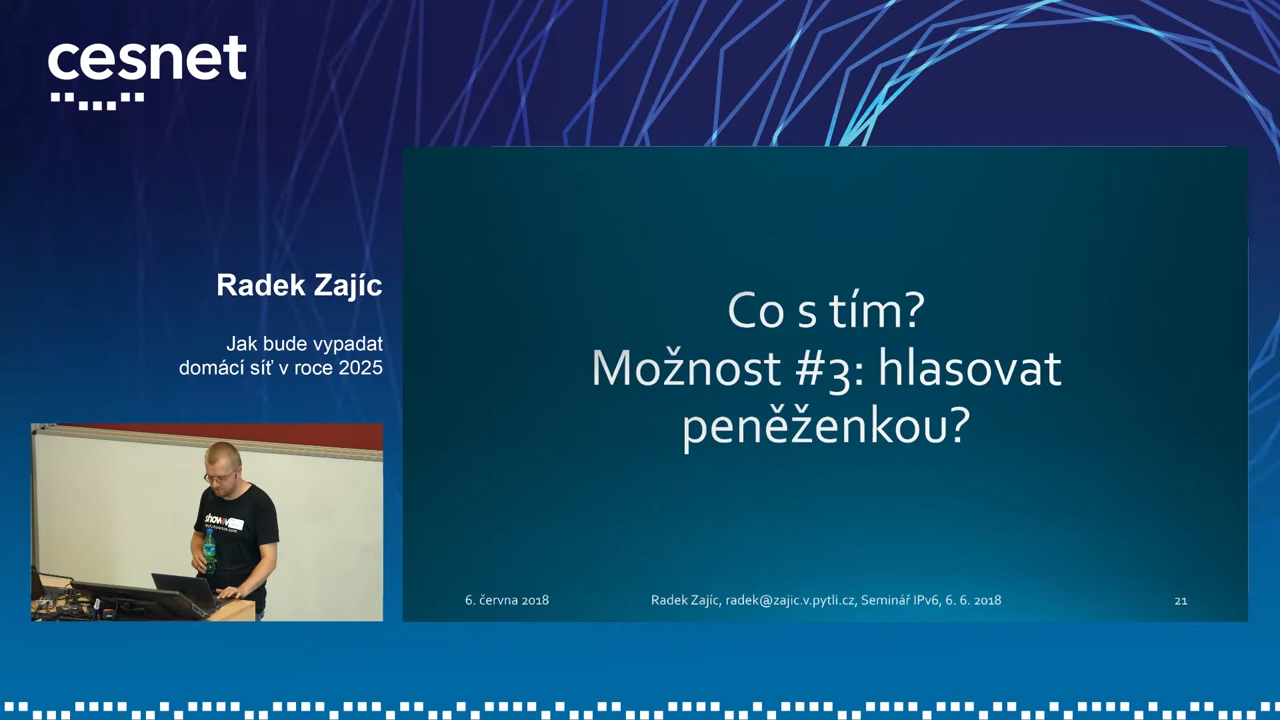 cesnet
Radek Zajíc
Jak bude vypadat
domácí síť v roce 2025
Co s tím?
Možnost #3: hlasovat
peněženkou?
6. června 2018
Radek Zajíc, radek@zajic.v.pytli.cz, Seminář IPv6, 6. 6. 2018
21